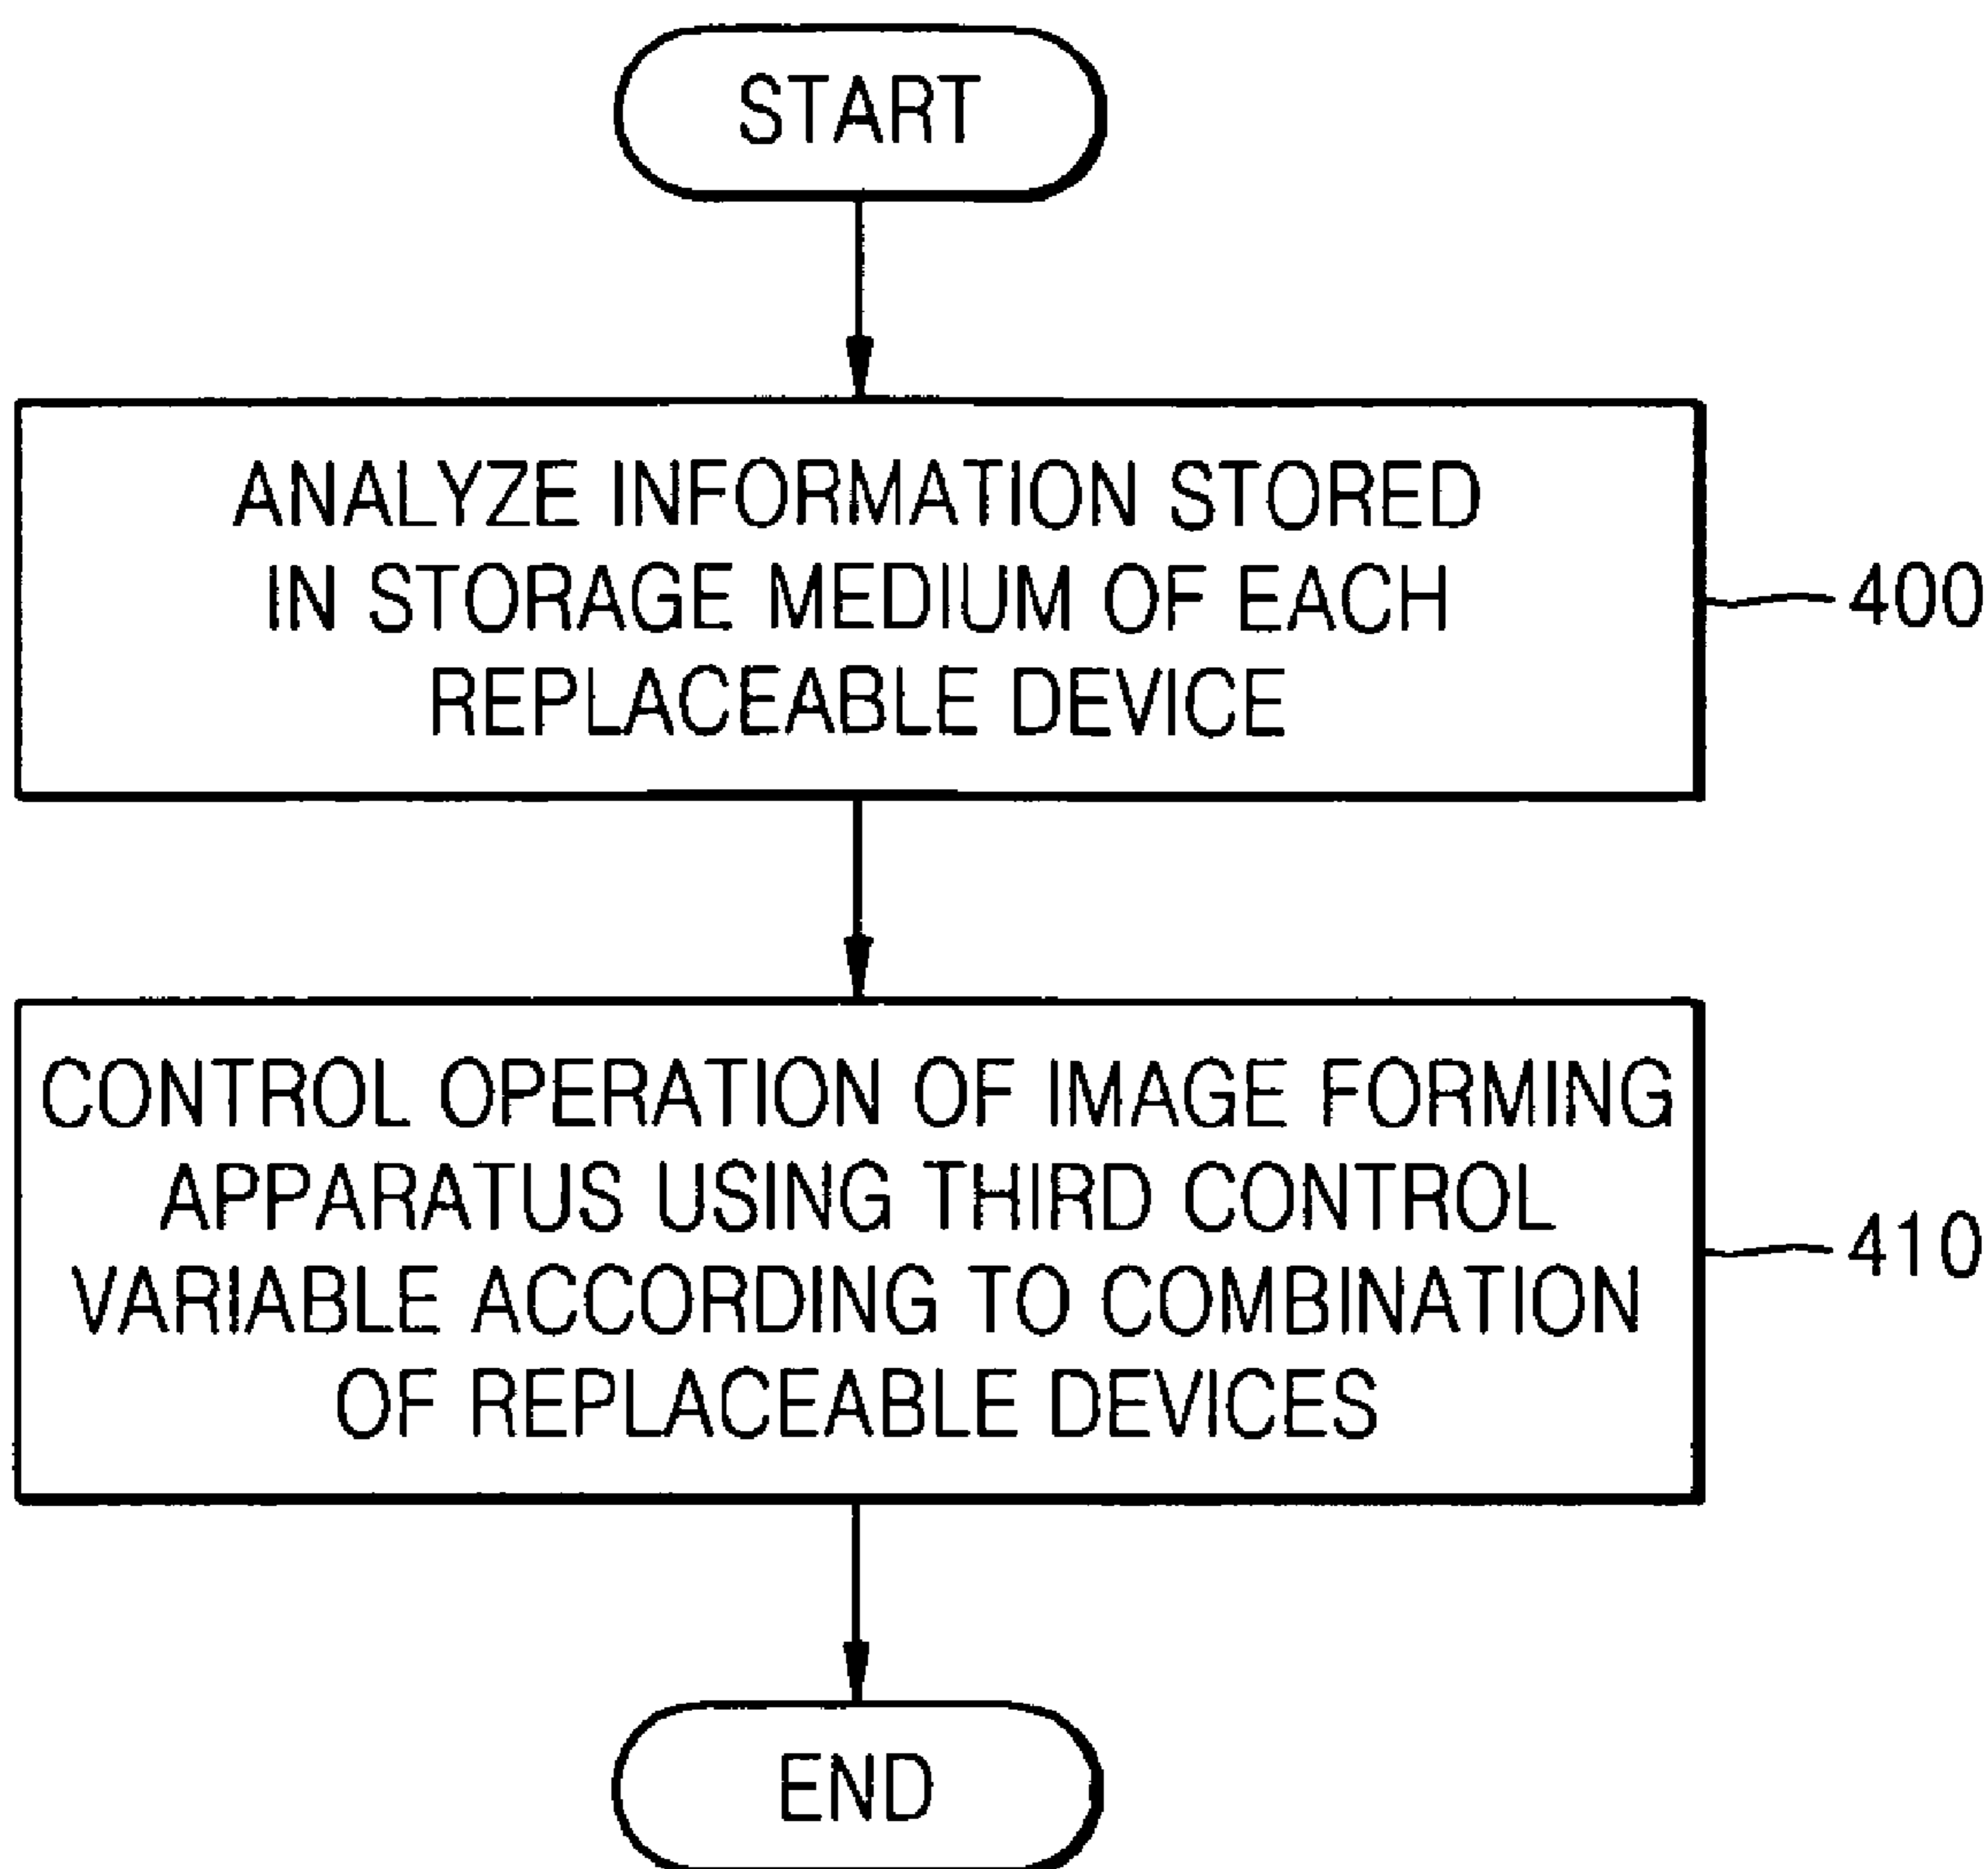 START
ANALYZE INFORMATION STORED
IN STORAGE MEDIUM OF EACH
REPLACEABLE DEVICE
400
CONTROL OPERATION OF IMAGE FORMING
APPARATUS USING THIRD CONTROL
VARIABLE ACCORDING TO COMBINATION
OF REPLACEABLE DEVICES
410
END